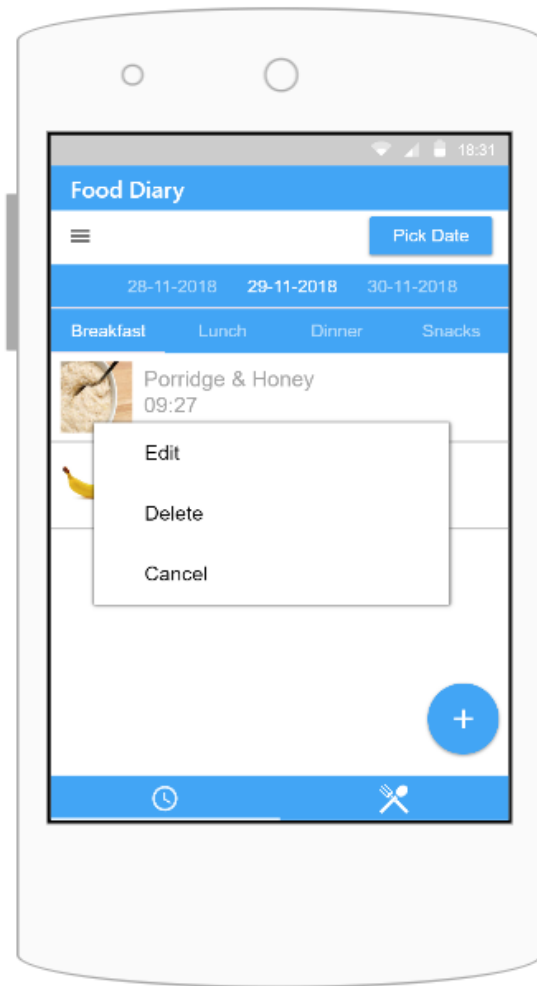 18:31
Food Diary
Pick Date
28-11-2018 29-11-2018 30-11-2018
Breakfast Lunch Dinner Snacks
Porridge & Honey
09:27
Edit
Delete
Cancel
+